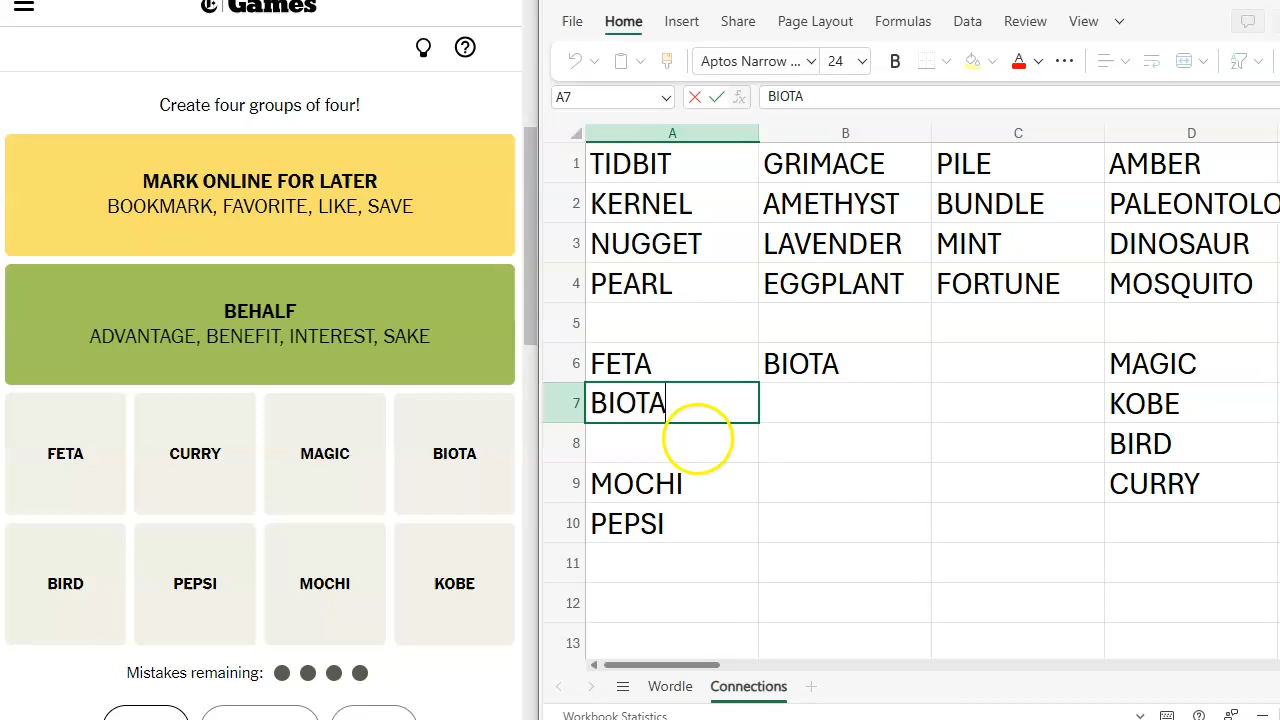 Games
Create four groups of four!
MARK ONLINE FOR LATER
BOOKMARK, FAVORITE, LIKE, SAVE
BEHALF
ADVANTAGE, BENEFIT, INTEREST, SAKE
FETA CURRY MAGIC BIOTA
BIRD PEPSI MOCHI KOBE
Mistakes remaining:
File Home Insert Share Page Layout Formulas Data Review View
Aptos Narrow ... 24 B A
A7 fx BIOTA
A B C D
1 TIDBIT GRIMACE PILE AMBER
2 KERNEL AMETHYST BUNDLE PALEONTOLO
3 NUGGET LAVENDER MINT DINOSAUR
4 PEARL EGGPLANT FORTUNE MOSQUITO
5
6 FETA BIOTA MAGIC
7 BIOTA KOBE
8 BIRD
9 MOCHI CURRY
10 PEPSI
11
12
13
Wordle Connections
Workbook Statistics